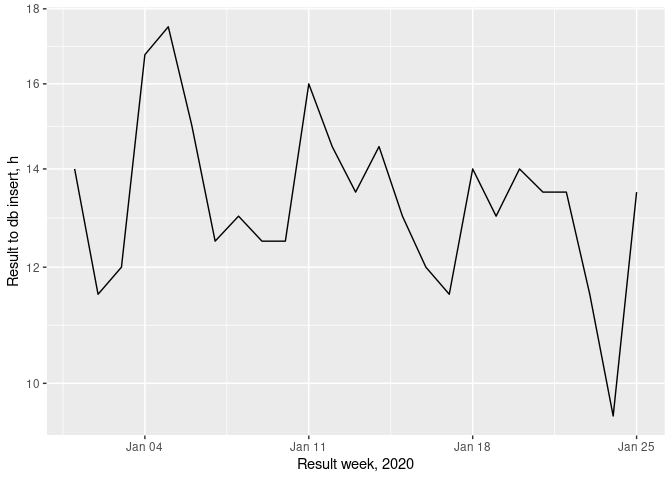 18
16
14
12
10
Result to db insert, h
Jan 04
Jan 11
Jan 18
Jan 25
Result week, 2020